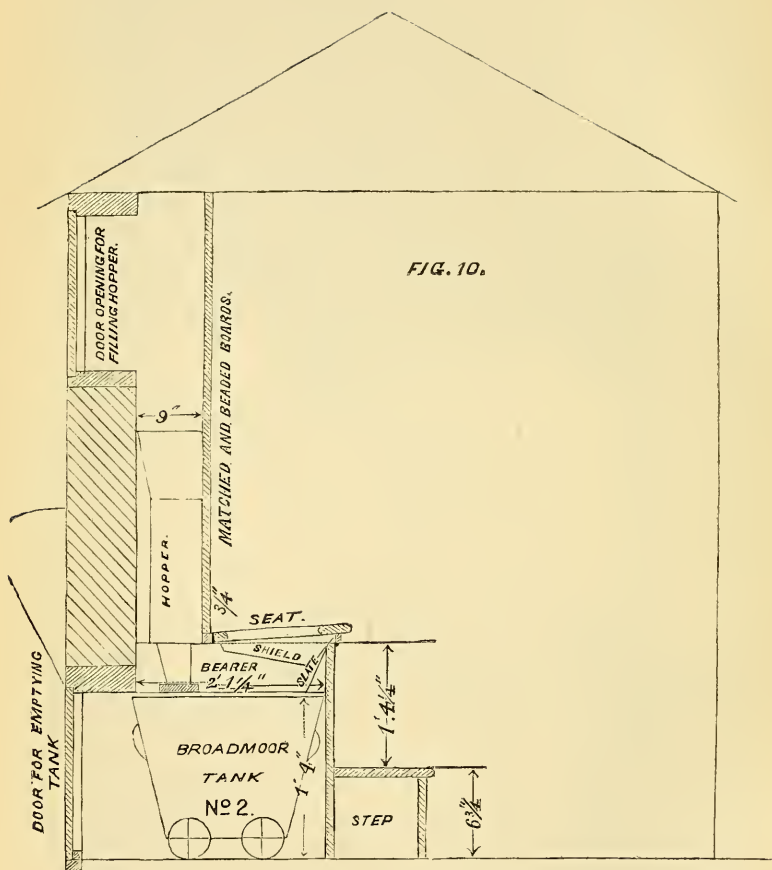 FIG. 10.
DOOR OPENING FOR
FILLING HOPPER.
9"
MATCHED AND BEADED BOARDS.
HOPPER.
3/4"
SEAT.
SHIELD
SLATE
BEARER
2'-1 1/4"
DOOR FOR EMPTYING
TANK
BROADMOOR
TANK
No 2.
1'-4"
1'-4 1/4"
STEP
6 3/4"